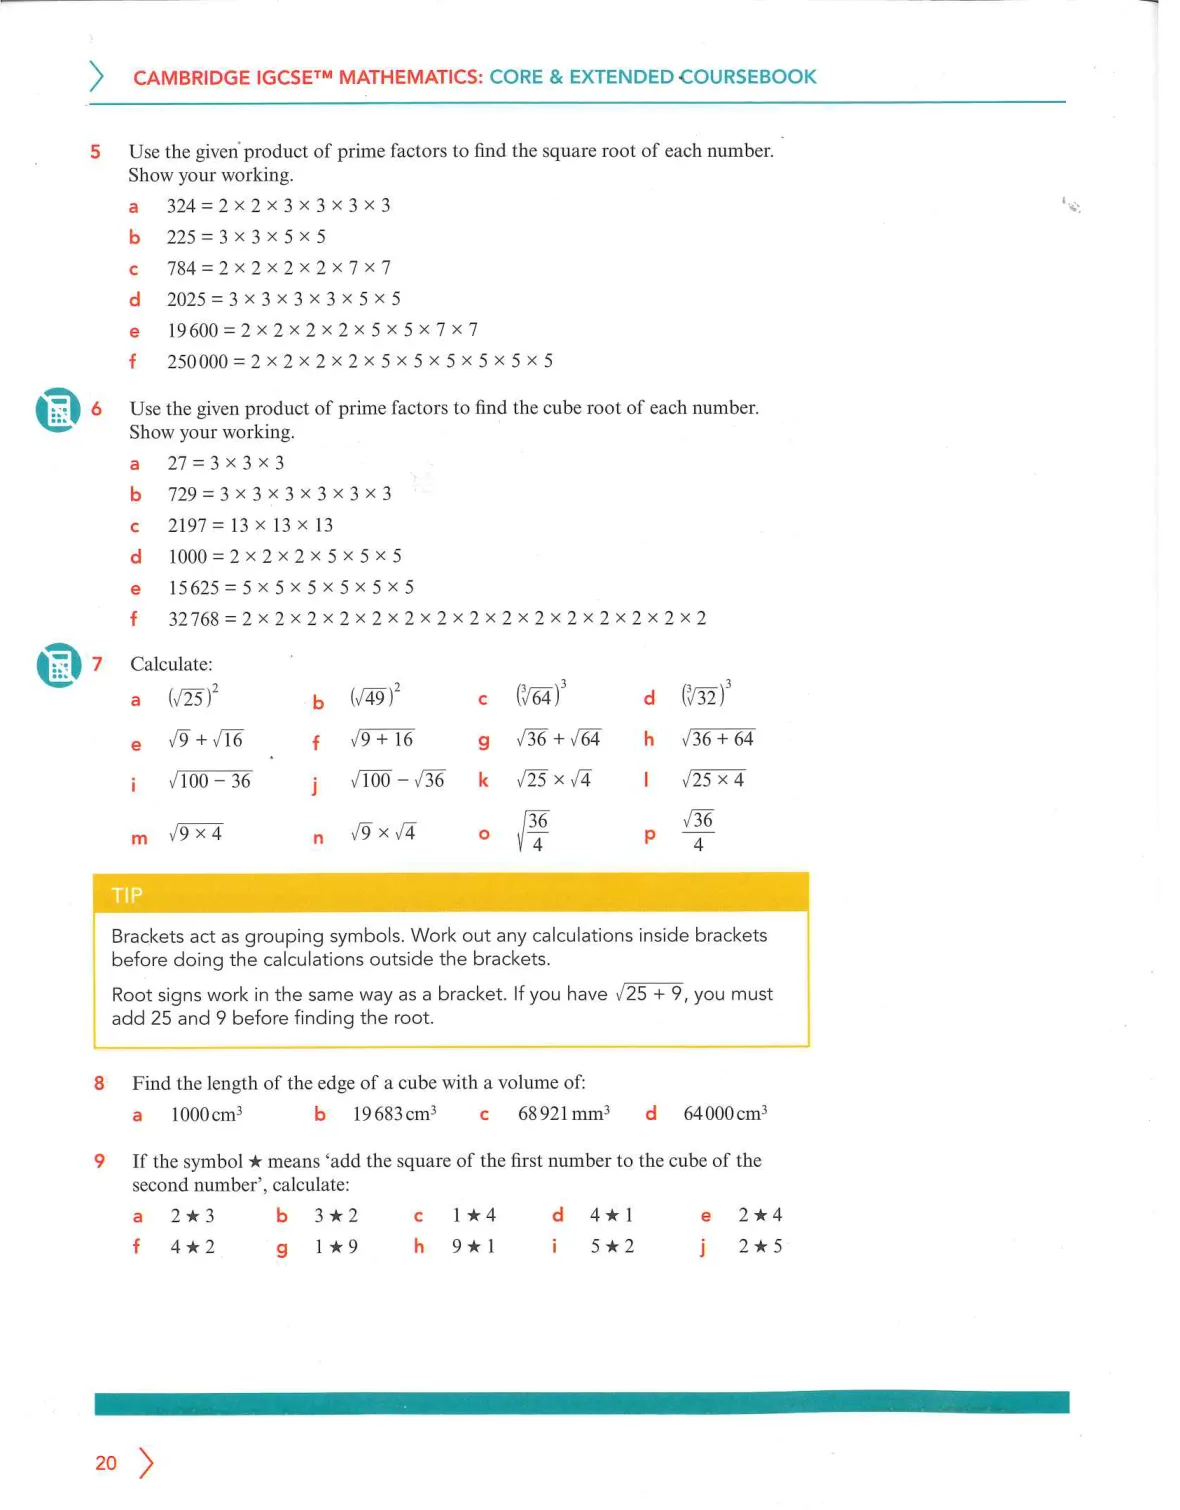 CAMBRIDGE IGCSE™ MATHEMATICS: CORE & EXTENDED COURSEBOOK
5 Use the given product of prime factors to find the square root of each number.
Show your working.
a 324 = 2 × 2 × 3 × 3 × 3 × 3
b 225 = 3 × 3 × 5 × 5
c 784 = 2 × 2 × 2 × 2 × 7 × 7
d 2025 = 3 × 3 × 3 × 3 × 5 × 5
e 19600 = 2 × 2 × 2 × 2 × 5 × 5 × 7 × 7
f 250000 = 2 × 2 × 2 × 2 × 5 × 5 × 5 × 5 × 5 × 5
6 Use the given product of prime factors to find the cube root of each number.
Show your working.
a 27 = 3 × 3 × 3
b 729 = 3 × 3 × 3 × 3 × 3 × 3
c 2197 = 13 × 13 × 13
d 1000 = 2 × 2 × 2 × 5 × 5 × 5
e 15625 = 5 × 5 × 5 × 5 × 5 × 5
f 32768 = 2 × 2 × 2 × 2 × 2 × 2 × 2 × 2 × 2 × 2 × 2 × 2 × 2 × 2 × 2
7 Calculate:
a (√25)² b (√49)² c (∛64)³ d (∛32)³
e √9 + √16 f √(9 + 16) g √36 + √64 h √(36 + 64)
i √(100 − 36) j √100 − √36 k √25 × √4 l √(25 × 4)
m √(9 × 4) n √9 × √4 o √(36/4) p √36/4
TIP
Brackets act as grouping symbols. Work out any calculations inside brackets
before doing the calculations outside the brackets.
Root signs work in the same way as a bracket. If you have √(25 + 9), you must
add 25 and 9 before finding the root.
8 Find the length of the edge of a cube with a volume of:
a 1000 cm³ b 19683 cm³ c 68921 mm³ d 64000 cm³
9 If the symbol ★ means ‘add the square of the first number to the cube of the
second number’, calculate:
a 2 ★ 3 b 3 ★ 2 c 1 ★ 4 d 4 ★ 1 e 2 ★ 4
f 4 ★ 2 g 1 ★ 9 h 9 ★ 1 i 5 ★ 2 j 2 ★ 5
20